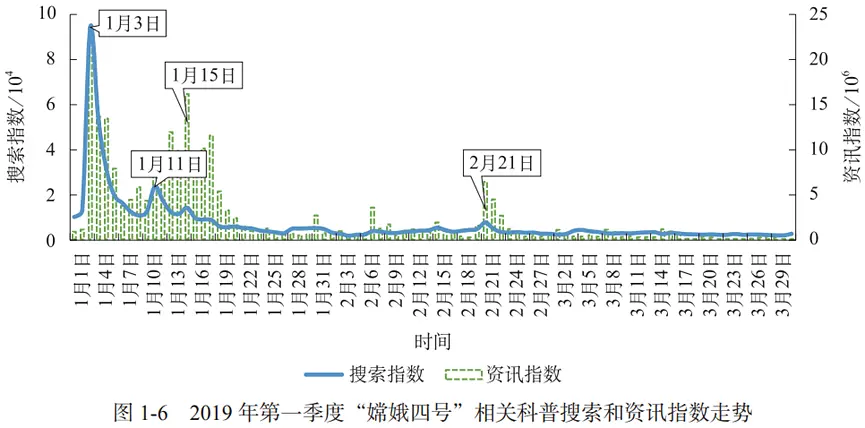 10
8
6
4
2
0
搜索指数/10⁴
25
20
15
10
5
0
资讯指数/10⁶
1月3日
1月15日
1月11日
2月21日
1月1日
1月4日
1月7日
1月10日
1月13日
1月16日
1月19日
1月22日
1月25日
1月28日
1月31日
2月3日
2月6日
2月9日
2月12日
2月15日
2月18日
2月21日
2月24日
2月27日
3月2日
3月5日
3月8日
3月11日
3月14日
3月17日
3月20日
3月23日
3月26日
3月29日
时间
搜索指数 资讯指数
图 1-6 2019 年第一季度“嫦娥四号”相关科普搜索和资讯指数走势